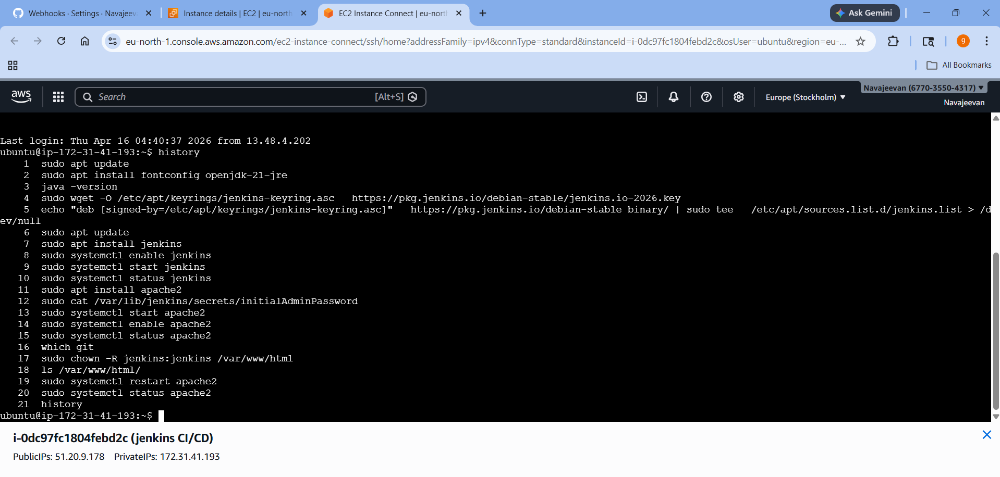 Webhooks · Settings · Navajeev
Instance details | EC2 | eu-north
EC2 Instance Connect | eu-north
Ask Gemini
eu-north-1.console.aws.amazon.com/ec2-instance-connect/ssh/home?addressFamily=ipv4&connType=standard&instanceId=i-0dc97fc1804febd2c&osUser=ubuntu&region=eu-...
g
All Bookmarks
aws
Search
[Alt+S]
Europe (Stockholm)
Navajeevan (6770-3550-4317)
Navajeevan
Last login: Thu Apr 16 04:40:37 2026 from 13.48.4.202
ubuntu@ip-172-31-41-193:~$ history
1 sudo apt update
2 sudo apt install fontconfig openjdk-21-jre
3 java -version
4 sudo wget -O /etc/apt/keyrings/jenkins-keyring.asc   https://pkg.jenkins.io/debian-stable/jenkins.io-2026.key
5 echo "deb [signed-by=/etc/apt/keyrings/jenkins-keyring.asc]"   https://pkg.jenkins.io/debian-stable binary/ | sudo tee   /etc/apt/sources.list.d/jenkins.list > /d
ev/null
6 sudo apt update
7 sudo apt install jenkins
8 sudo systemctl enable jenkins
9 sudo systemctl start jenkins
10 sudo systemctl status jenkins
11 sudo apt install apache2
12 sudo cat /var/lib/jenkins/secrets/initialAdminPassword
13 sudo systemctl start apache2
14 sudo systemctl enable apache2
15 sudo systemctl status apache2
16 which git
17 sudo chown -R jenkins:jenkins /var/www/html
18 ls /var/www/html/
19 sudo systemctl restart apache2
20 sudo systemctl status apache2
21 history
ubuntu@ip-172-31-41-193:~$
i-0dc97fc1804febd2c (jenkins CI/CD)
PublicIPs: 51.20.9.178 PrivateIPs: 172.31.41.193